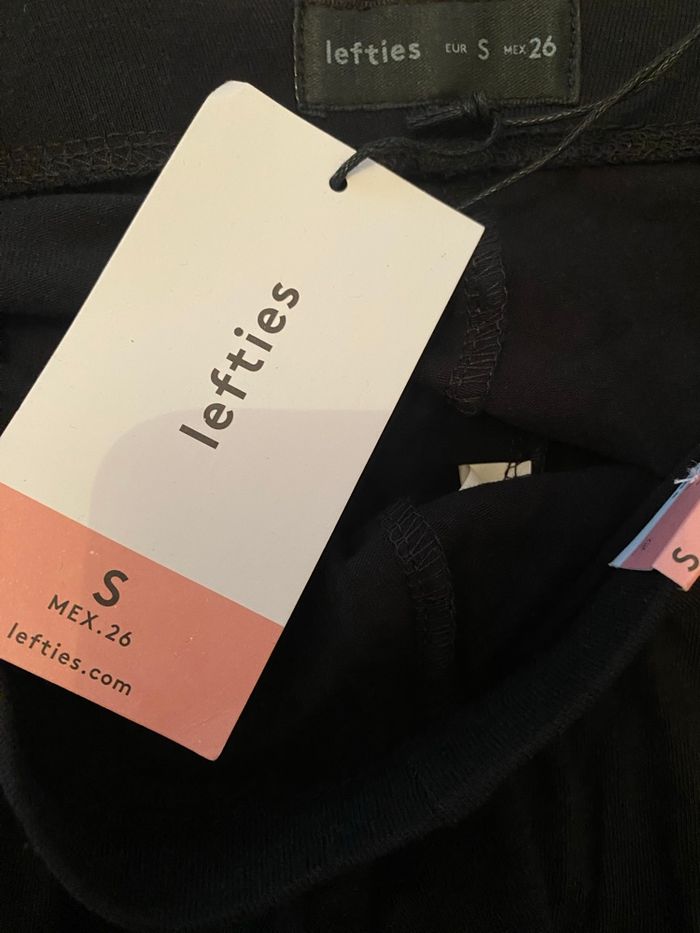 lefties EUR S MEX 26
lefties
S
MEX.26
lefties.com
S